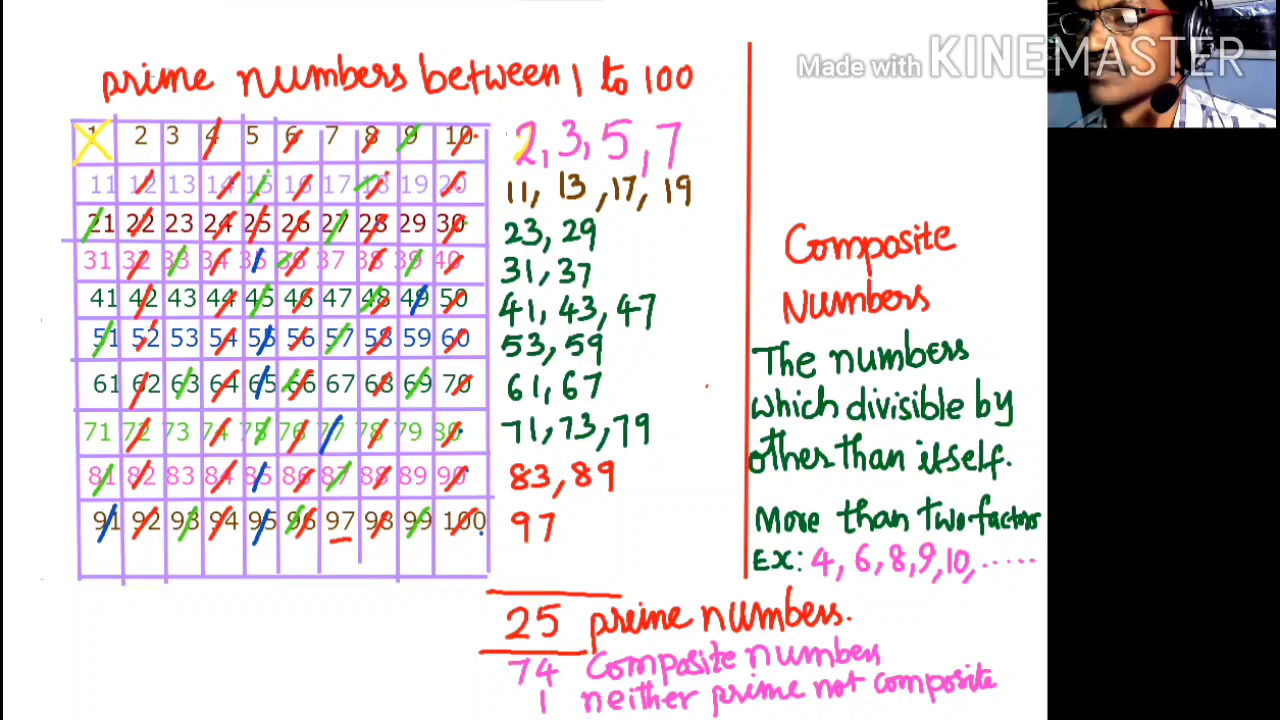 Made with KINEMASTER
prime numbers between 1 to 100
1 2 3 4 5 6 7 8 9 10
11 12 13 14 15 16 17 18 19 20
21 22 23 24 25 26 27 28 29 30
31 32 33 34 35 36 37 38 39 40
41 42 43 44 45 46 47 48 49 50
51 52 53 54 55 56 57 58 59 60
61 62 63 64 65 66 67 68 69 70
71 72 73 74 75 76 77 78 79 80
81 82 83 84 85 86 87 88 89 90
91 92 93 94 95 96 97 98 99 100
2, 3, 5, 7
11, 13, 17, 19
23, 29
31, 37
41, 43, 47
53, 59
61, 67
71, 73, 79
83, 89
97
25 prime numbers.
74 Composite numbers
1 neither prime not composite
Composite
Numbers
The numbers
which divisible by
other than itself.
More than two factors
Ex: 4, 6, 8, 9, 10, ......